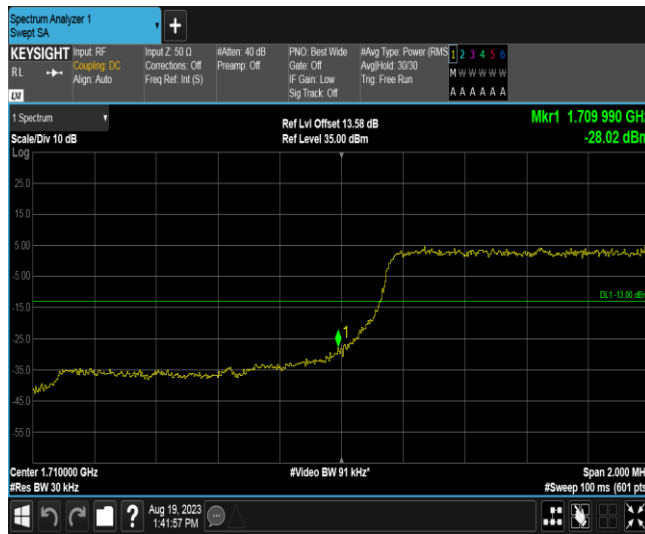 Spectrum Analyzer 1
Swept SA
+
KEYSIGHT
RL
LXI
Input: RF
Coupling: DC
Align: Auto
Input Z: 50 Ω
Corrections: Off
Freq Ref: Int (S)
#Atten: 40 dB
Preamp: Off
PNO: Best Wide
Gate: Off
IF Gain: Low
Sig Track: Off
#Avg Type: Power (RMS
Avg|Hold: 30/30
Trig: Free Run
1 2 3 4 5 6
M W W W W W
A A A A A A
1 Spectrum
Scale/Div 10 dB
Log
Ref Lvl Offset 13.58 dB
Ref Level 35.00 dBm
Mkr1 1.709 990 GHz
-28.02 dBm
25.0
15.0
5.00
-5.00
DL1 -13.00 dBm
-15.0
1
-25.0
-35.0
-45.0
-55.0
Center 1.710000 GHz
#Res BW 30 kHz
#Video BW 91 kHz*
Span 2.000 MH
#Sweep 100 ms (601 pts
?
Aug 19, 2023
1:41:57 PM